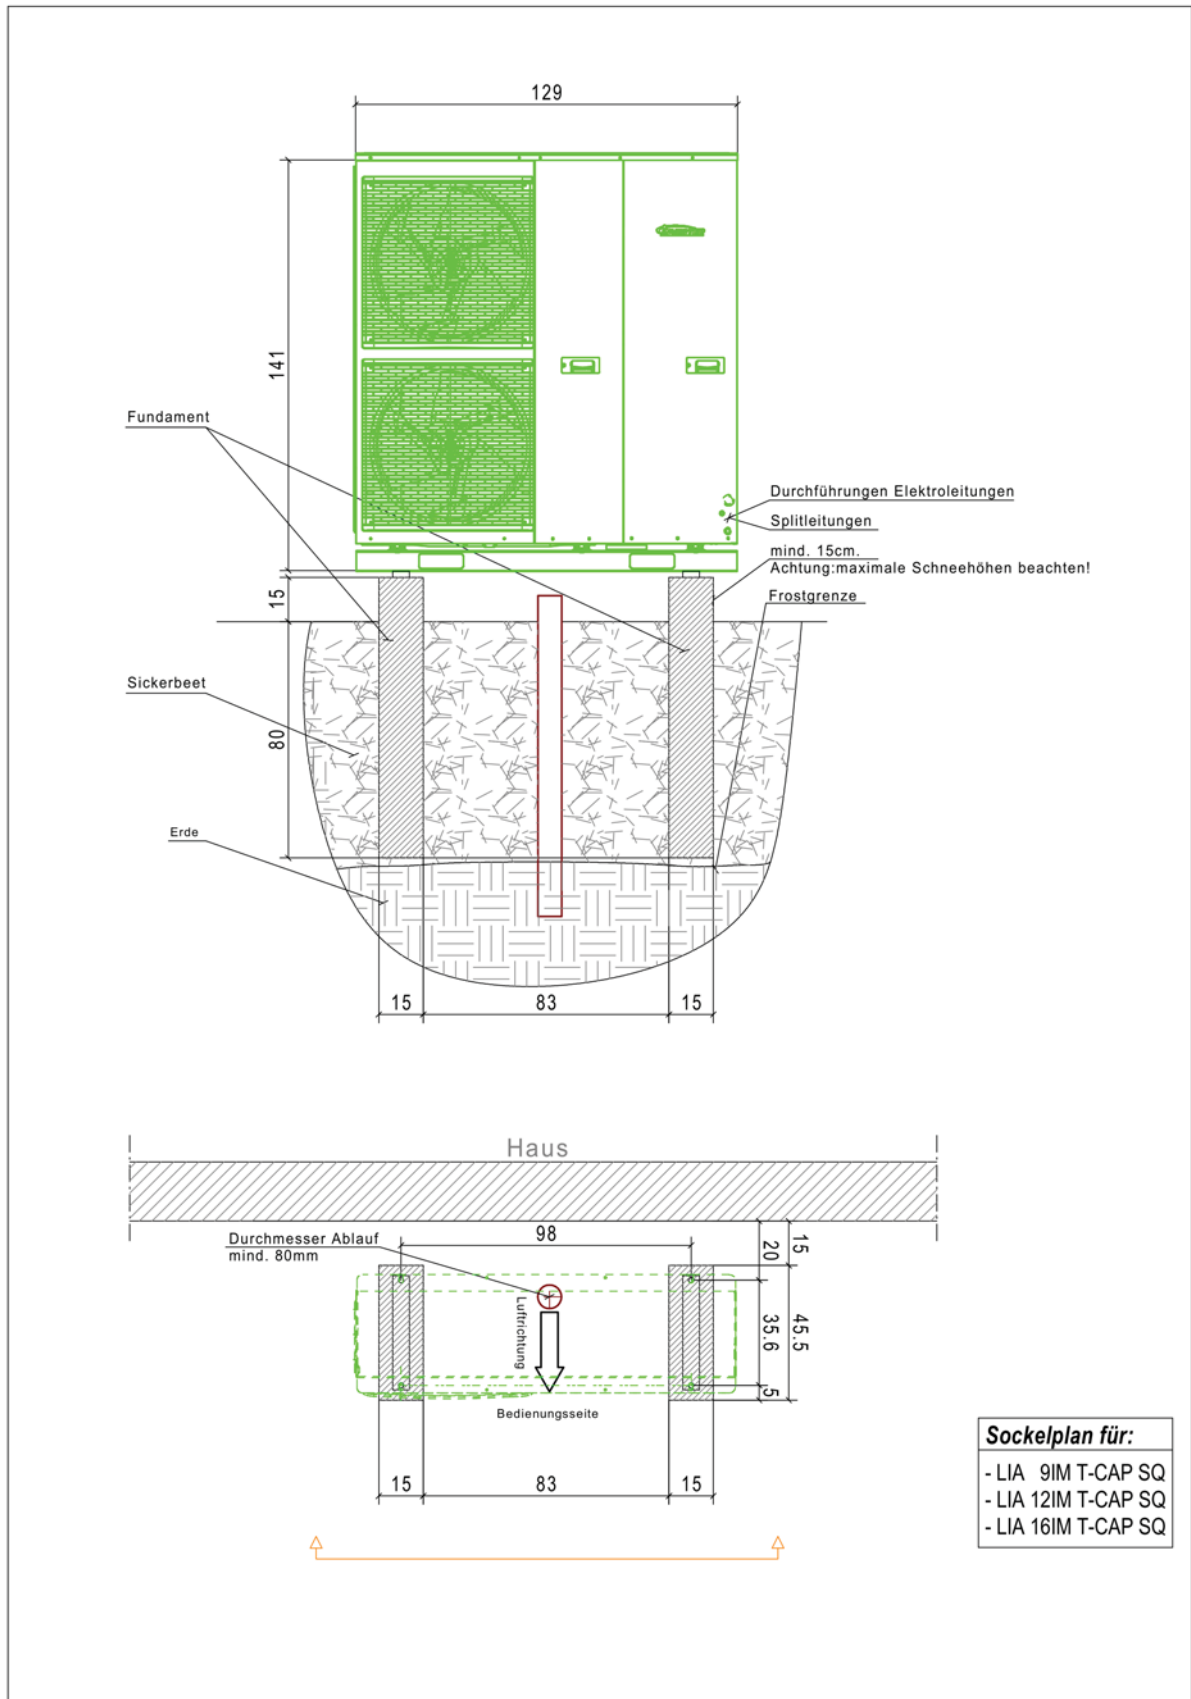 129
141
Fundament
Durchführungen Elektroleitungen
Splitleitungen
mind. 15cm.
Achtung:maximale Schneehöhen beachten!
Frostgrenze
15
Sickerbeet
80
Erde
15
83
15
Haus
Durchmesser Ablauf
mind. 80mm
98
20
15
Luftrichtung
35.6
45.5
5
Bedienungsseite
15
83
15
Sockelplan für:
- LIA 9IM T-CAP SQ
- LIA 12IM T-CAP SQ
- LIA 16IM T-CAP SQ